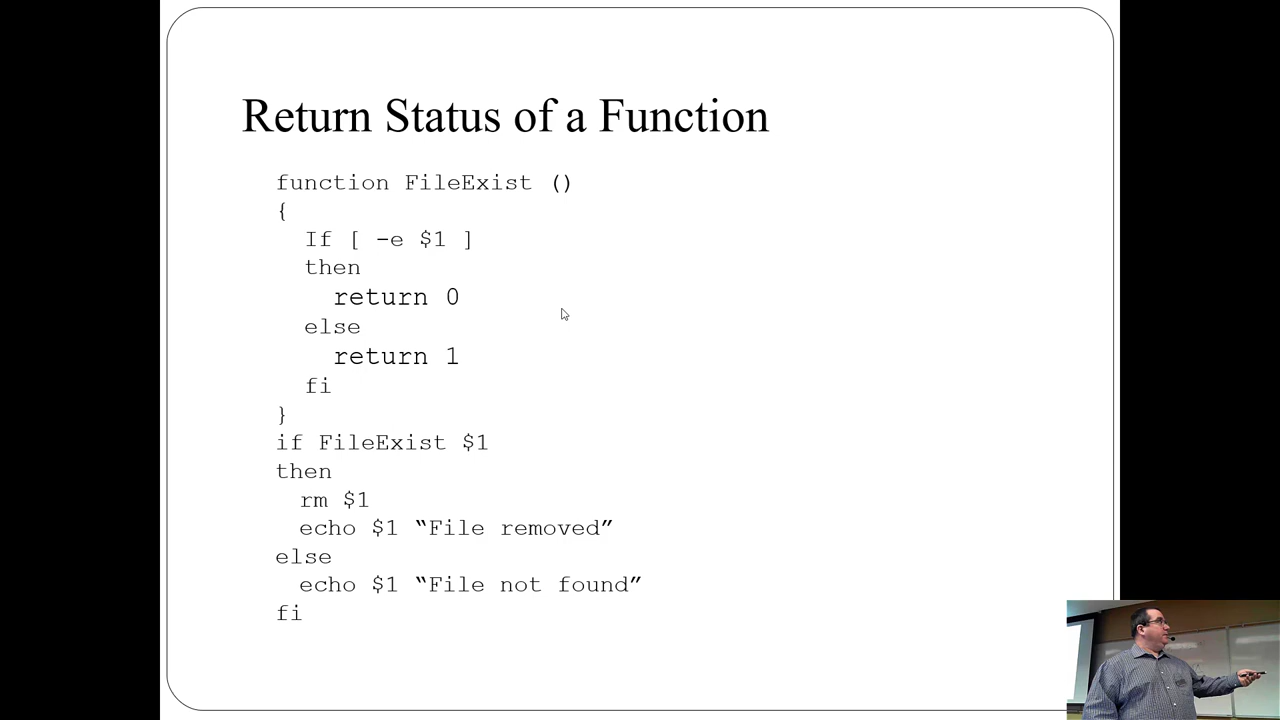 Return Status of a Function
function FileExist ()
{
If [ -e $1 ]
then
return 0
else
return 1
fi
}
if FileExist $1
then
rm $1
echo $1 “File removed”
else
echo $1 “File not found”
fi